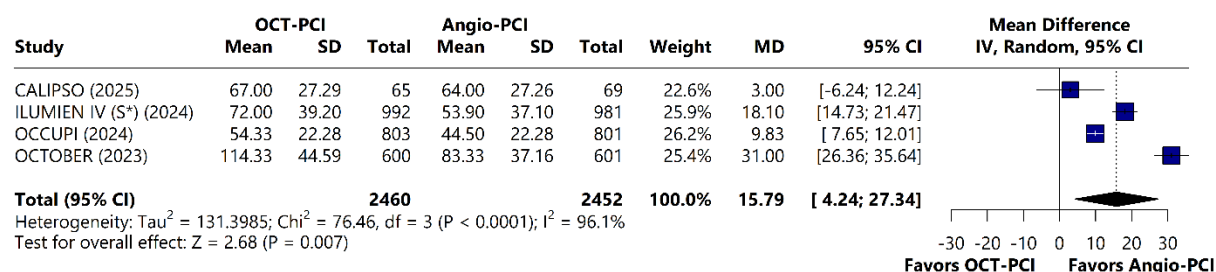 OCT-PCI Angio-PCI Mean Difference
Study Mean SD Total Mean SD Total Weight MD 95% CI IV, Random, 95% CI
CALIPSO (2025) 67.00 27.29 65 64.00 27.26 69 22.6% 3.00 [-6.24; 12.24]
ILUMIEN IV (S*) (2024) 72.00 39.20 992 53.90 37.10 981 25.9% 18.10 [14.73; 21.47]
OCCUPI (2024) 54.33 22.28 803 44.50 22.28 801 26.2% 9.83 [ 7.65; 12.01]
OCTOBER (2023) 114.33 44.59 600 83.33 37.16 601 25.4% 31.00 [26.36; 35.64]
Total (95% CI) 2460 2452 100.0% 15.79 [ 4.24; 27.34]
Heterogeneity: Tau² = 131.3985; Chi² = 76.46, df = 3 (P < 0.0001); I² = 96.1%
Test for overall effect: Z = 2.68 (P = 0.007)
-30 -20 -10 0 10 20 30
Favors OCT-PCI Favors Angio-PCI